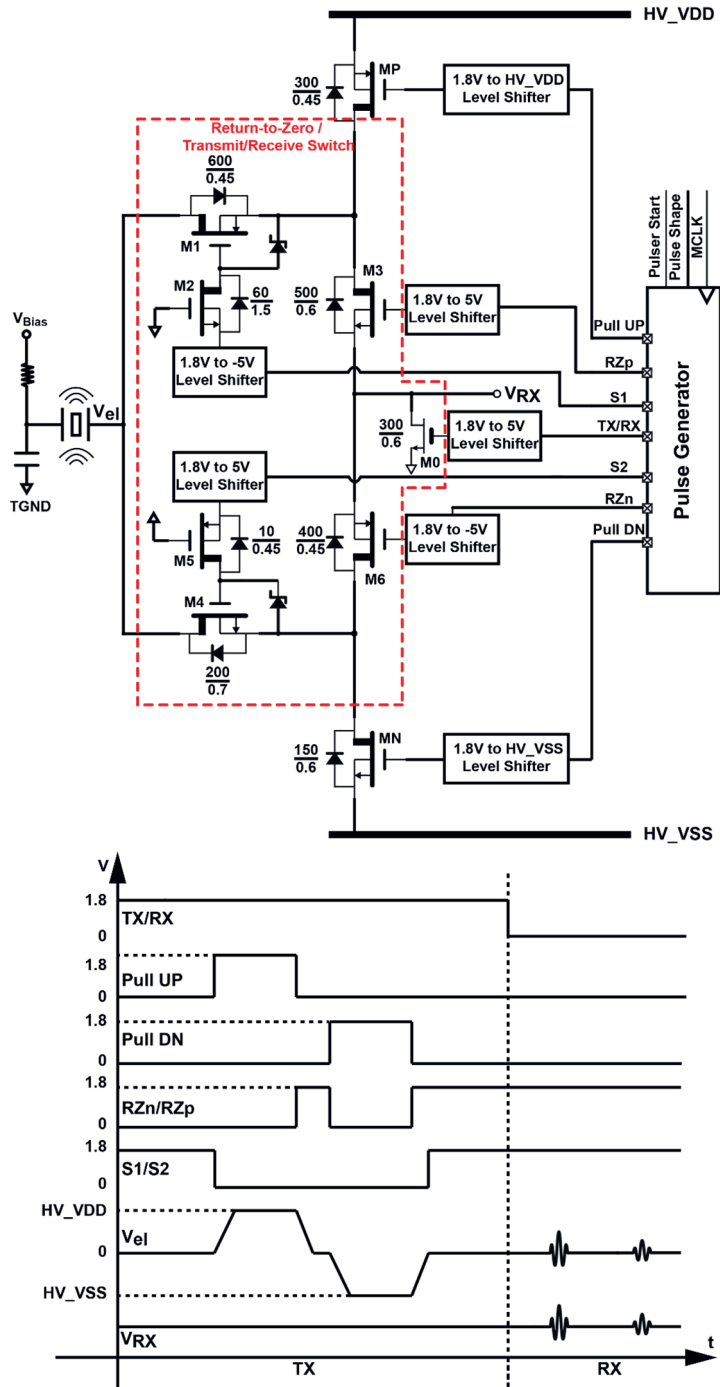 HV_VDD
MP
300
0.45
1.8V to HV_VDD
Level Shifter
Return-to-Zero /
Transmit/Receive Switch
600
0.45
M1
Pulser Start
Pulse Shape
MCLK
M2
60
1.5
M3
500
0.6
1.8V to 5V
Level Shifter
Pull UP
RZp
S1
TX/RX
S2
RZn
Pull DN
Pulse Generator
VBias
1.8V to -5V
Level Shifter
Vel
VRX
300
0.6
M0
1.8V to 5V
Level Shifter
TGND
1.8V to 5V
Level Shifter
M5
10
0.45
400
0.45
M6
1.8V to -5V
Level Shifter
M4
200
0.7
MN
150
0.6
1.8V to HV_VSS
Level Shifter
HV_VSS
V
1.8
TX/RX
0
1.8
Pull UP
0
1.8
Pull DN
0
1.8
RZn/RZp
0
1.8
S1/S2
0
HV_VDD
Vel
0
HV_VSS
VRX
t
TX
RX